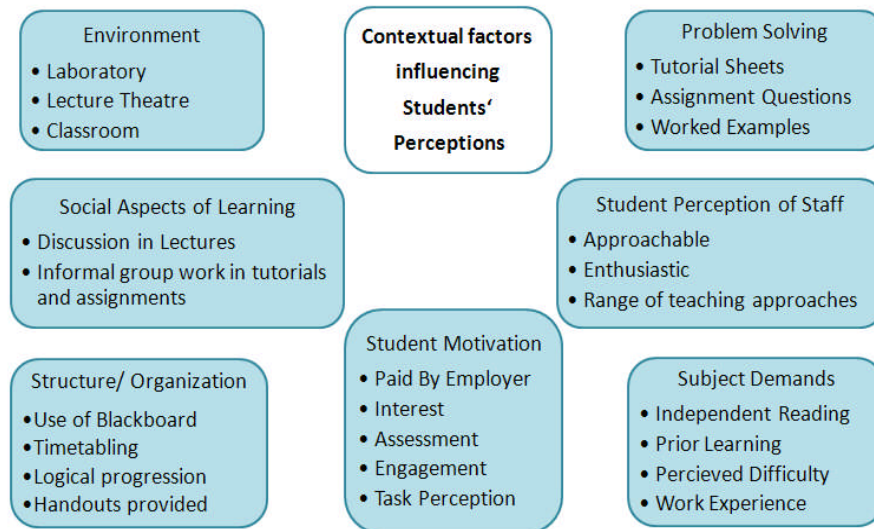 Environment
• Laboratory
• Lecture Theatre
• Classroom
Contextual factors
influencing
Students‘
Perceptions
Problem Solving
• Tutorial Sheets
• Assignment Questions
• Worked Examples
Social Aspects of Learning
• Discussion in Lectures
• Informal group work in tutorials
and assignments
Student Perception of Staff
• Approachable
• Enthusiastic
• Range of teaching approaches
Structure/ Organization
•Use of Blackboard
•Timetabling
•Logical progression
•Handouts provided
Student Motivation
• Paid By Employer
• Interest
• Assessment
• Engagement
• Task Perception
Subject Demands
• Independent Reading
• Prior Learning
• Percieved Difficulty
• Work Experience